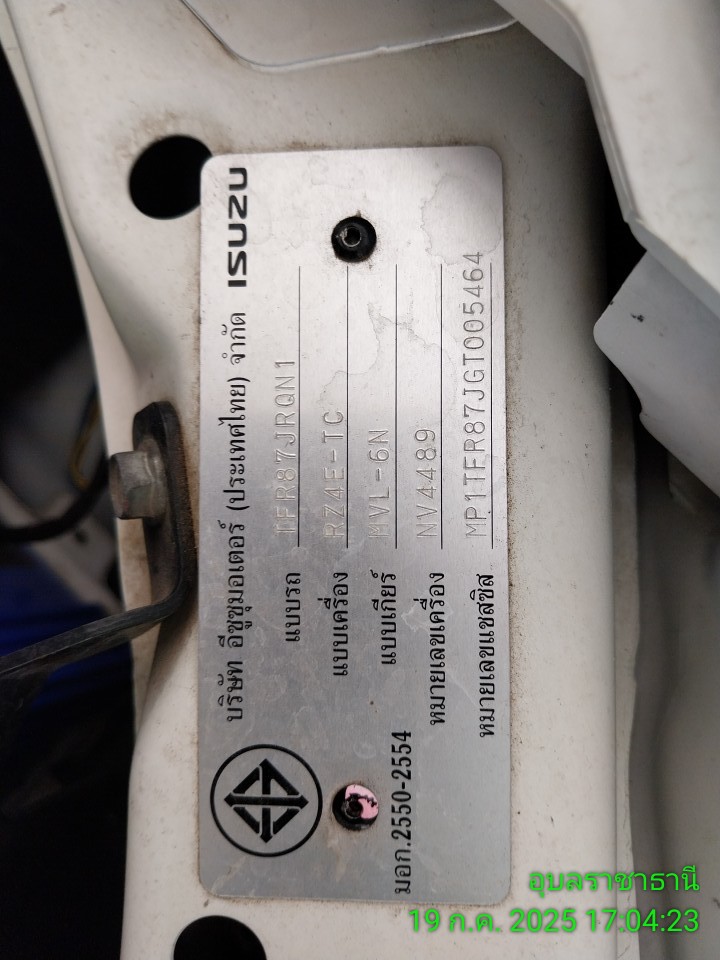 บริษัท อีซูซุมอเตอร์ (ประเทศไทย) จำกัด ISUZU
แบบรถ TFR87JRQN1
แบบเครื่อง RZ4E-TC
แบบเกียร์ MVL-6N
หมายเลขเครื่อง NV4489
หมายเลขแชสซิส MP1TFR87JGT005464
มอก.2550-2554
อุบลราชาธานี
19 ก.ค. 2025 17:04:23